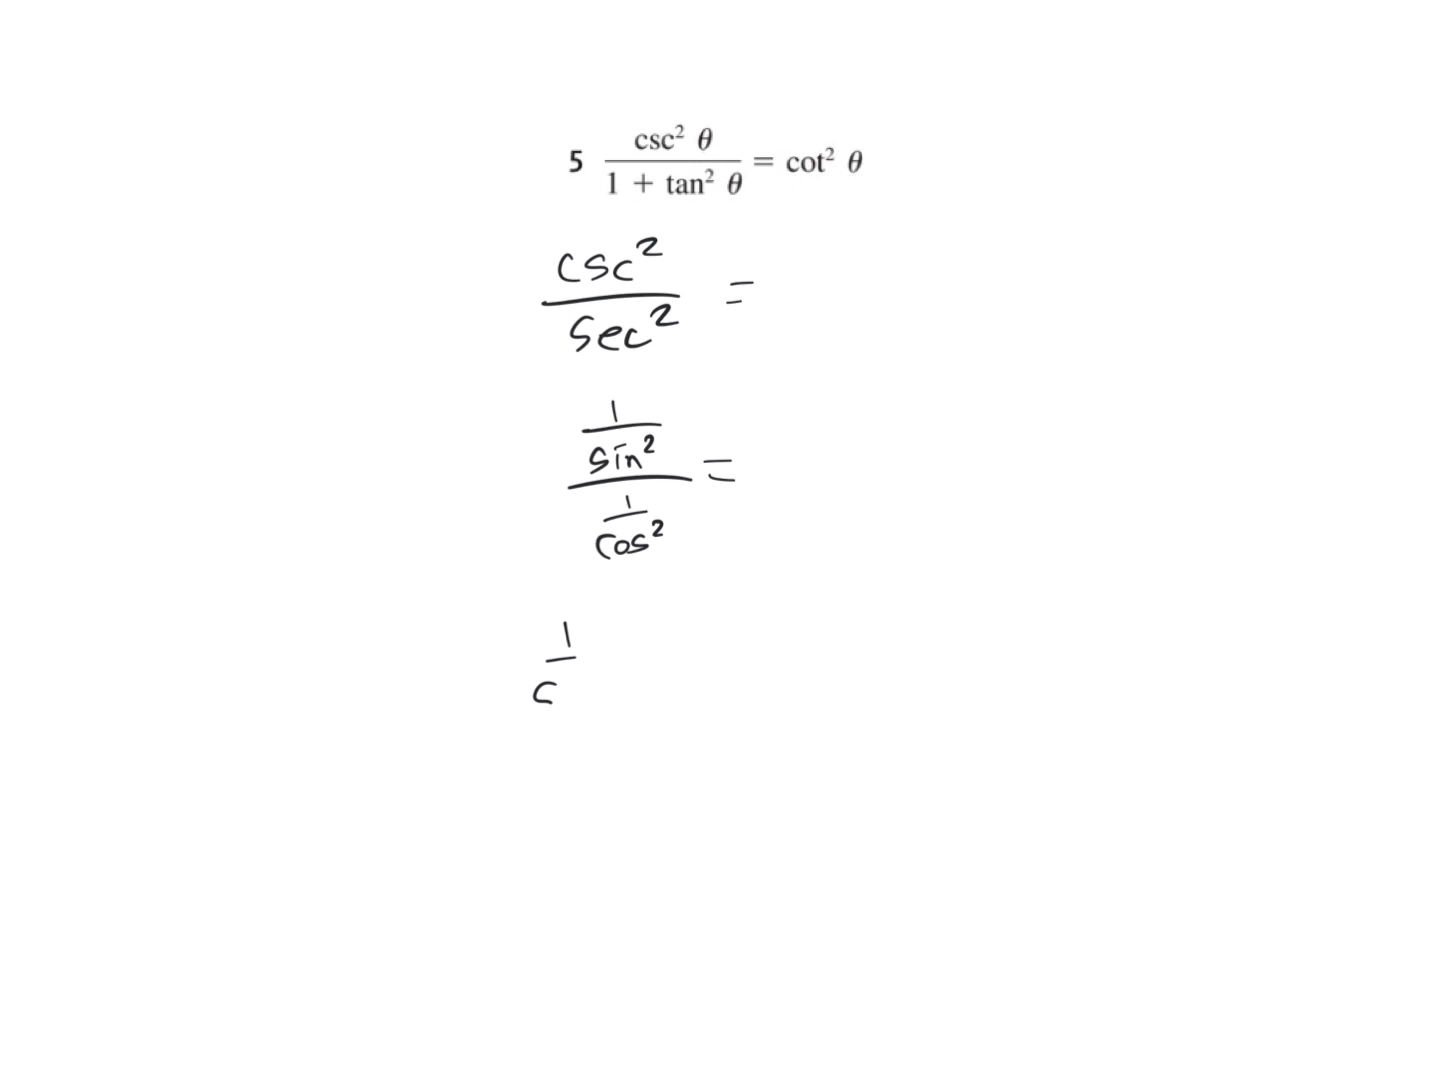 5 csc² θ / 1 + tan² θ = cot² θ
csc² / sec² =
1/sin² / 1/cos² =
1 / s